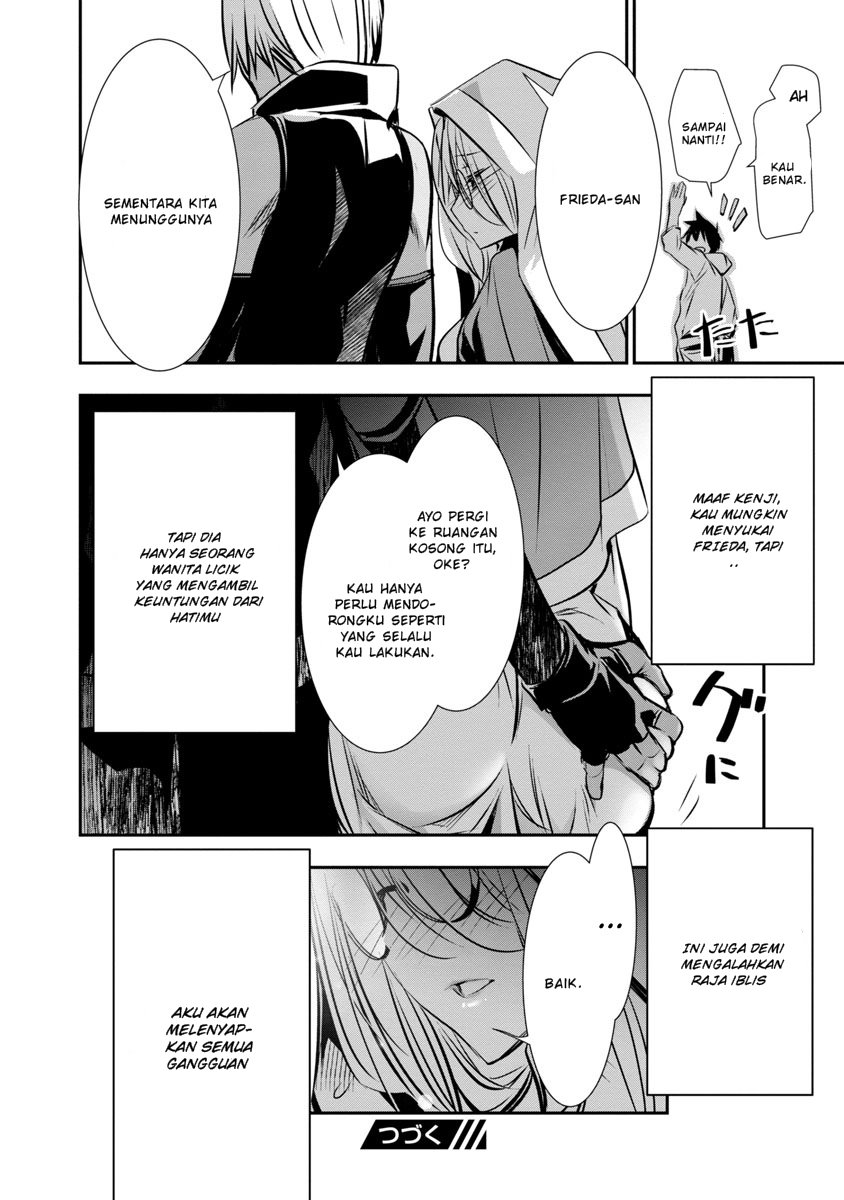 AH
KAU
BENAR.
SAMPAI
NANTI!!
たたた
FRIEDA-SAN
SEMENTARA KITA
MENUNGGUNYA
MAAF KENJI,
KAU MUNGKIN
MENYUKAI
FRIEDA, TAPI
..
AYO PERGI
KE RUANGAN
KOSONG ITU,
OKE?
KAU HANYA
PERLU MENDO-
RONGKU SEPERTI
YANG SELALU
KAU LAKUKAN.
TAPI DIA
HANYA SEORANG
WANITA LICIK
YANG MENGAMBIL
KEUNTUNGAN DARI
HATIMU
グ
に
INI JUGA DEMI
MENGALAHKAN
RAJA IBLIS
...
BAIK.
AKU AKAN
MELENYAP-
KAN SEMUA
GANGGUAN
つづく